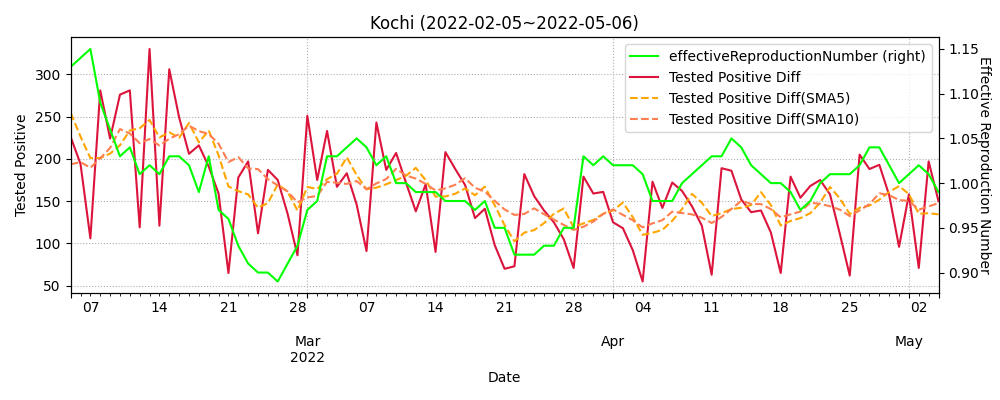 Kochi (2022-02-05~2022-05-06)
effectiveReproductionNumber (right)
Tested Positive Diff
Tested Positive Diff(SMA5)
Tested Positive Diff(SMA10)
Tested Positive
300
250
200
150
100
50
1.15
1.10
1.05
1.00
0.95
0.90
Effective Reproduction Number
07 14 21 28 07 14 21 28 04 11 18 25 02
Mar Apr May
2022
Date